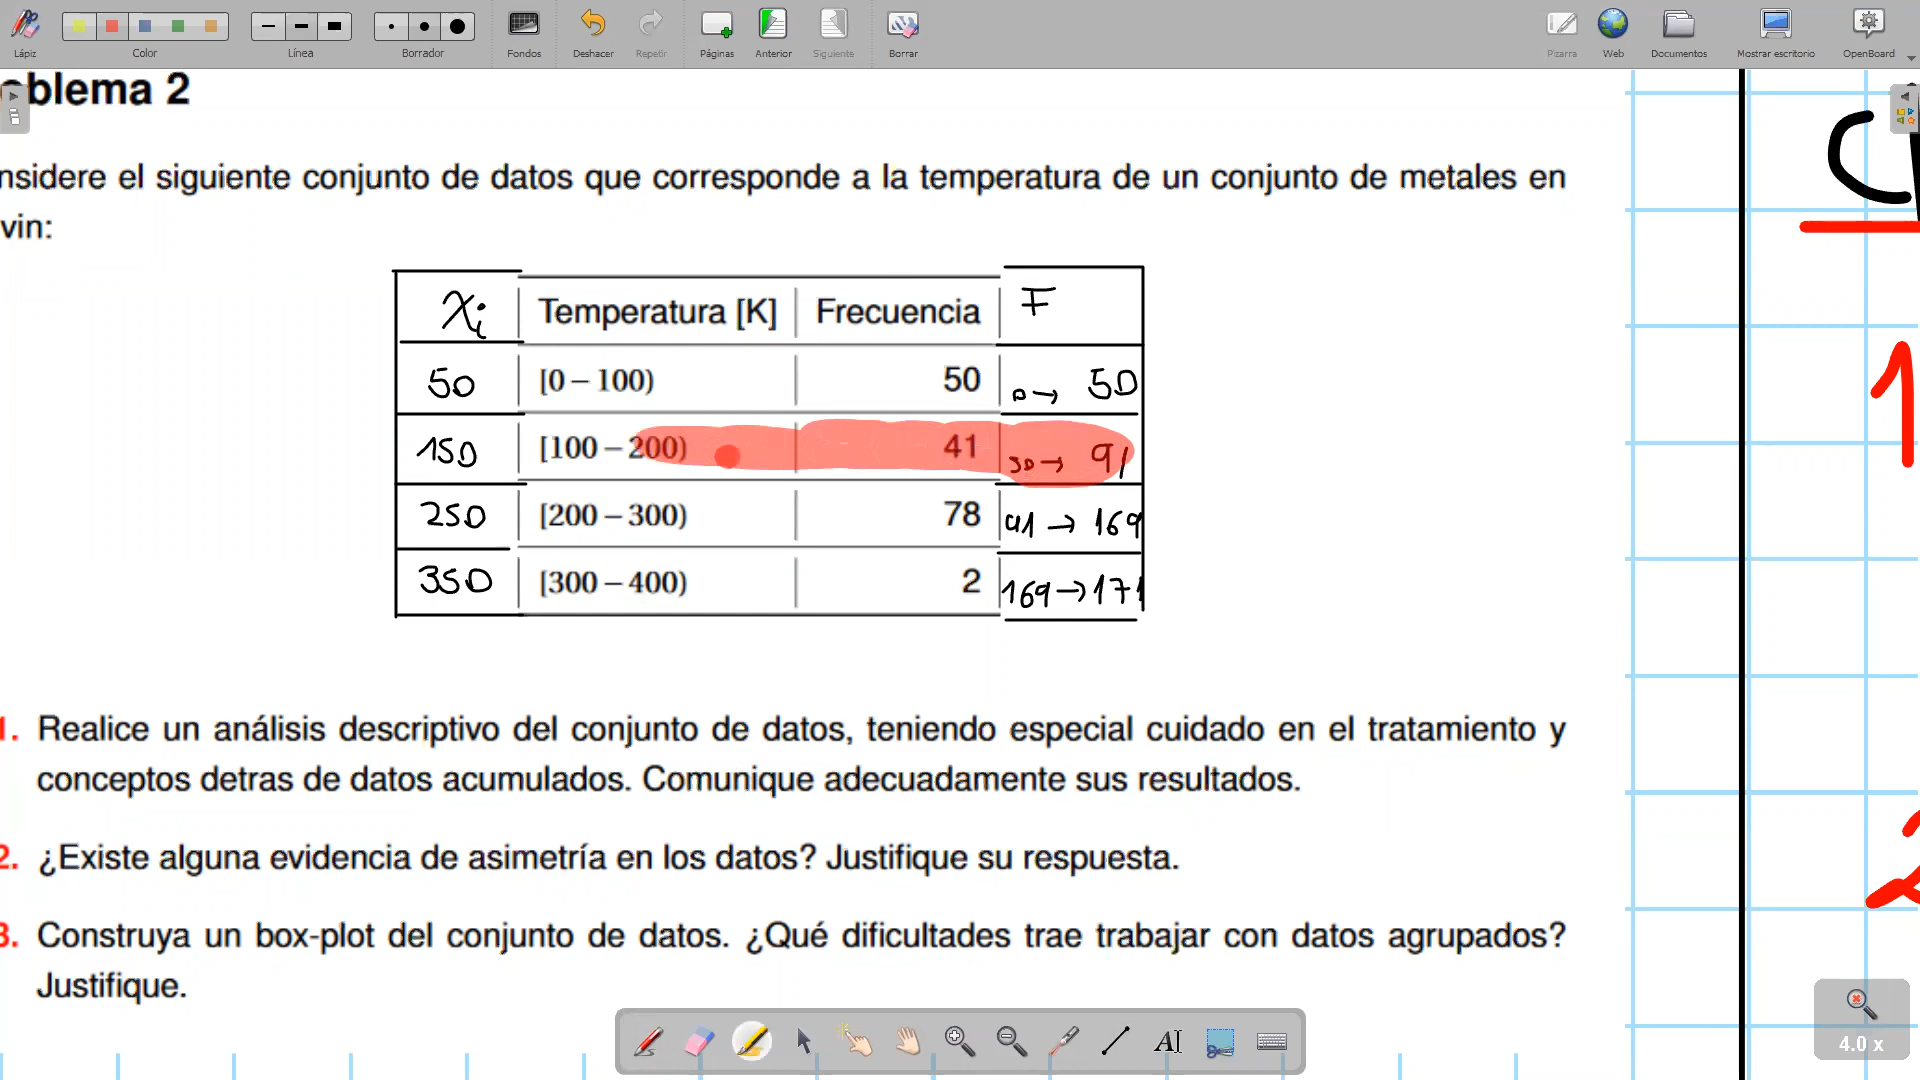 Lápiz Color Línea Borrador Fondos Deshacer Repetir Páginas Anterior Siguiente Borrar Pizarra Web Documentos Mostrar escritorio OpenBoard
oblema 2
nsidere el siguiente conjunto de datos que corresponde a la temperatura de un conjunto de metales en
vin:
xi Temperatura [K] Frecuencia F
50 [0 – 100) 50 0→ 50
150 [100 – 200) 41 50→ 91
250 [200 – 300) 78 91 → 169
350 [300 – 400) 2 169→171
1. Realice un análisis descriptivo del conjunto de datos, teniendo especial cuidado en el tratamiento y
conceptos detras de datos acumulados. Comunique adecuadamente sus resultados.
2. ¿Existe alguna evidencia de asimetría en los datos? Justifique su respuesta.
3. Construya un box-plot del conjunto de datos. ¿Qué dificultades trae trabajar con datos agrupados?
Justifique.
1
2
4.0 x